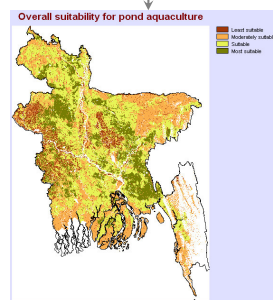 Overall suitability for pond aquaculture
Least suitable
Moderately suitabl
Suitable
Most suitable